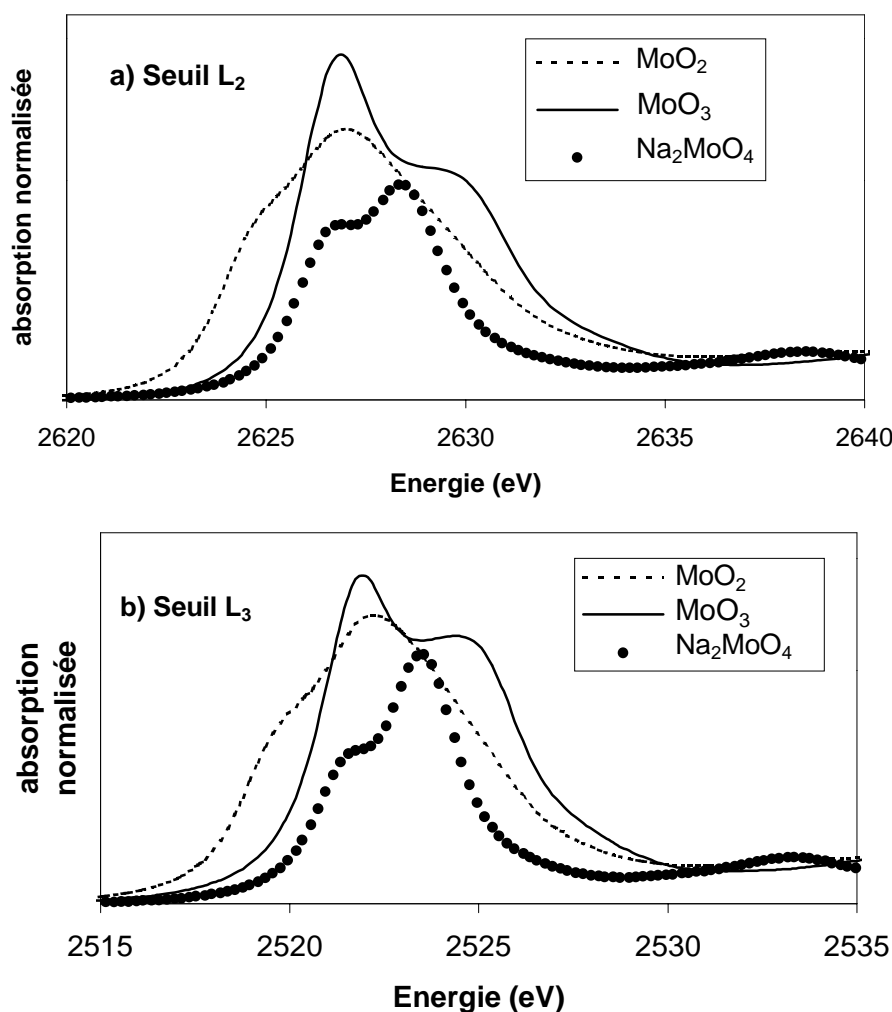 a) Seuil L₂
MoO₂
MoO₃
Na₂MoO₄
absorption normalisée
2620 2625 2630 2635 2640
Energie (eV)
b) Seuil L₃
MoO₂
MoO₃
Na₂MoO₄
absorption
normalisée
2515 2520 2525 2530 2535
Energie (eV)